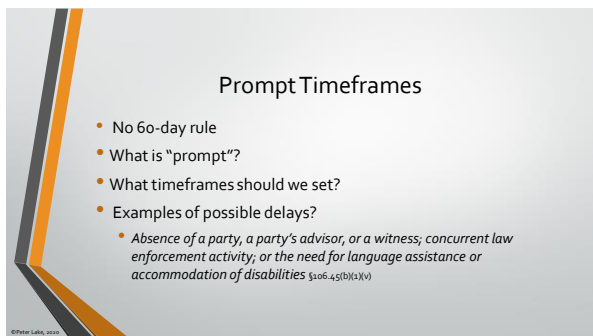 Prompt Timeframes
• No 60-day rule
• What is “prompt”?
• What timeframes should we set?
• Examples of possible delays?
• Absence of a party, a party’s advisor, or a witness; concurrent law
enforcement activity; or the need for language assistance or
accommodation of disabilities §106.45(b)(1)(v)
©Peter Lake, 2020